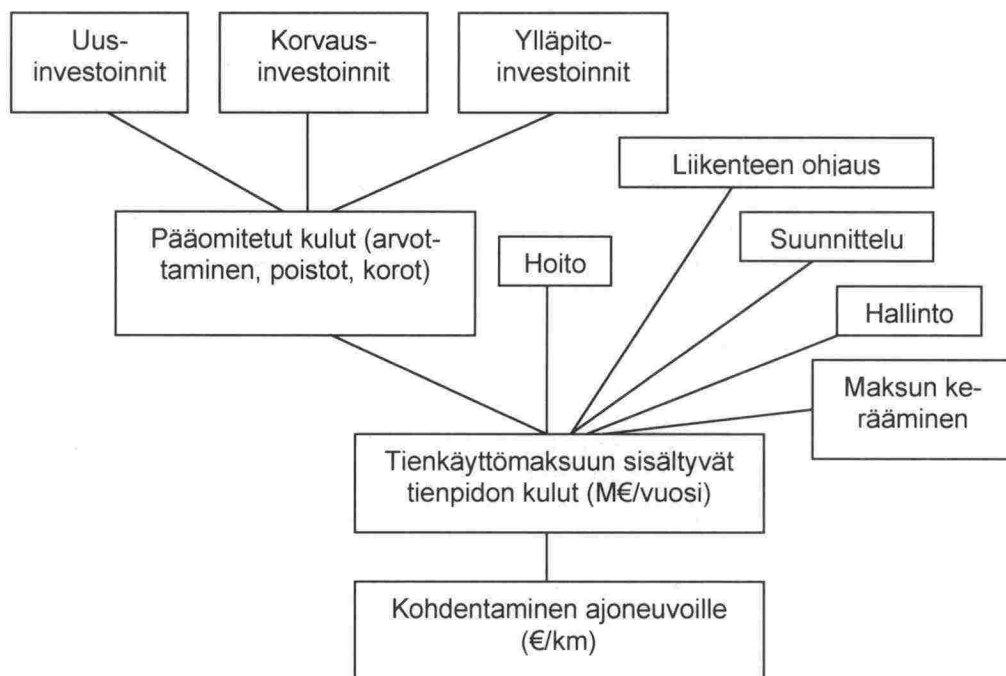 Uus-
investoinnit
Korvaus-
investoinnit
Ylläpito-
investoinnit
Liikenteen ohjaus
Pääomitetut kulut (arvot-
taminen, poistot, korot)
Hoito
Suunnittelu
Hallinto
Maksun ke-
rääminen
Tienkäyttömaksuun sisältyvät
tienpidon kulut (M€/vuosi)
Kohdentaminen ajoneuvoille
(€/km)